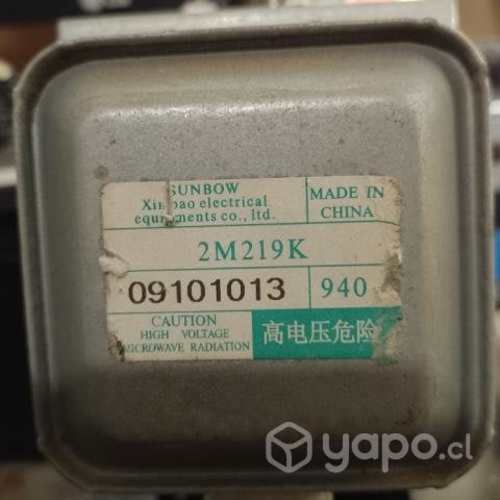 SUNBOW
Xinbao electrical
equipments co., ltd.
MADE IN
CHINA
2M219K
09101013
940
CAUTION
HIGH VOLTAGE
MICROWAVE RADIATION
高电压危险
yapo.cl